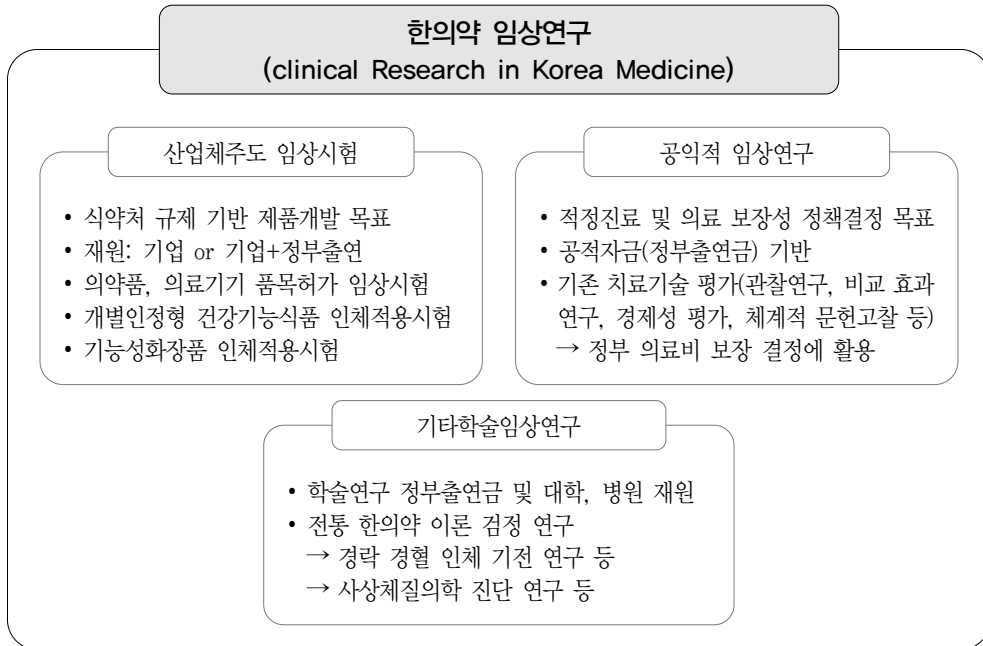 한의약 임상연구
(clinical Research in Korea Medicine)
산업체주도 임상시험
• 식약처 규제 기반 제품개발 목표
• 재원: 기업 or 기업+정부출연
• 의약품, 의료기기 품목허가 임상시험
• 개별인정형 건강기능식품 인체적용시험
• 기능성화장품 인체적용시험
공익적 임상연구
• 적정진료 및 의료 보장성 정책결정 목표
• 공적자금(정부출연금) 기반
• 기존 치료기술 평가(관찰연구, 비교 효과
연구, 경제성 평가, 체계적 문헌고찰 등)
→ 정부 의료비 보장 결정에 활용
기타학술임상연구
• 학술연구 정부출연금 및 대학, 병원 재원
• 전통 한의약 이론 검정 연구
→ 경락 경혈 인체 기전 연구 등
→ 사상체질의학 진단 연구 등